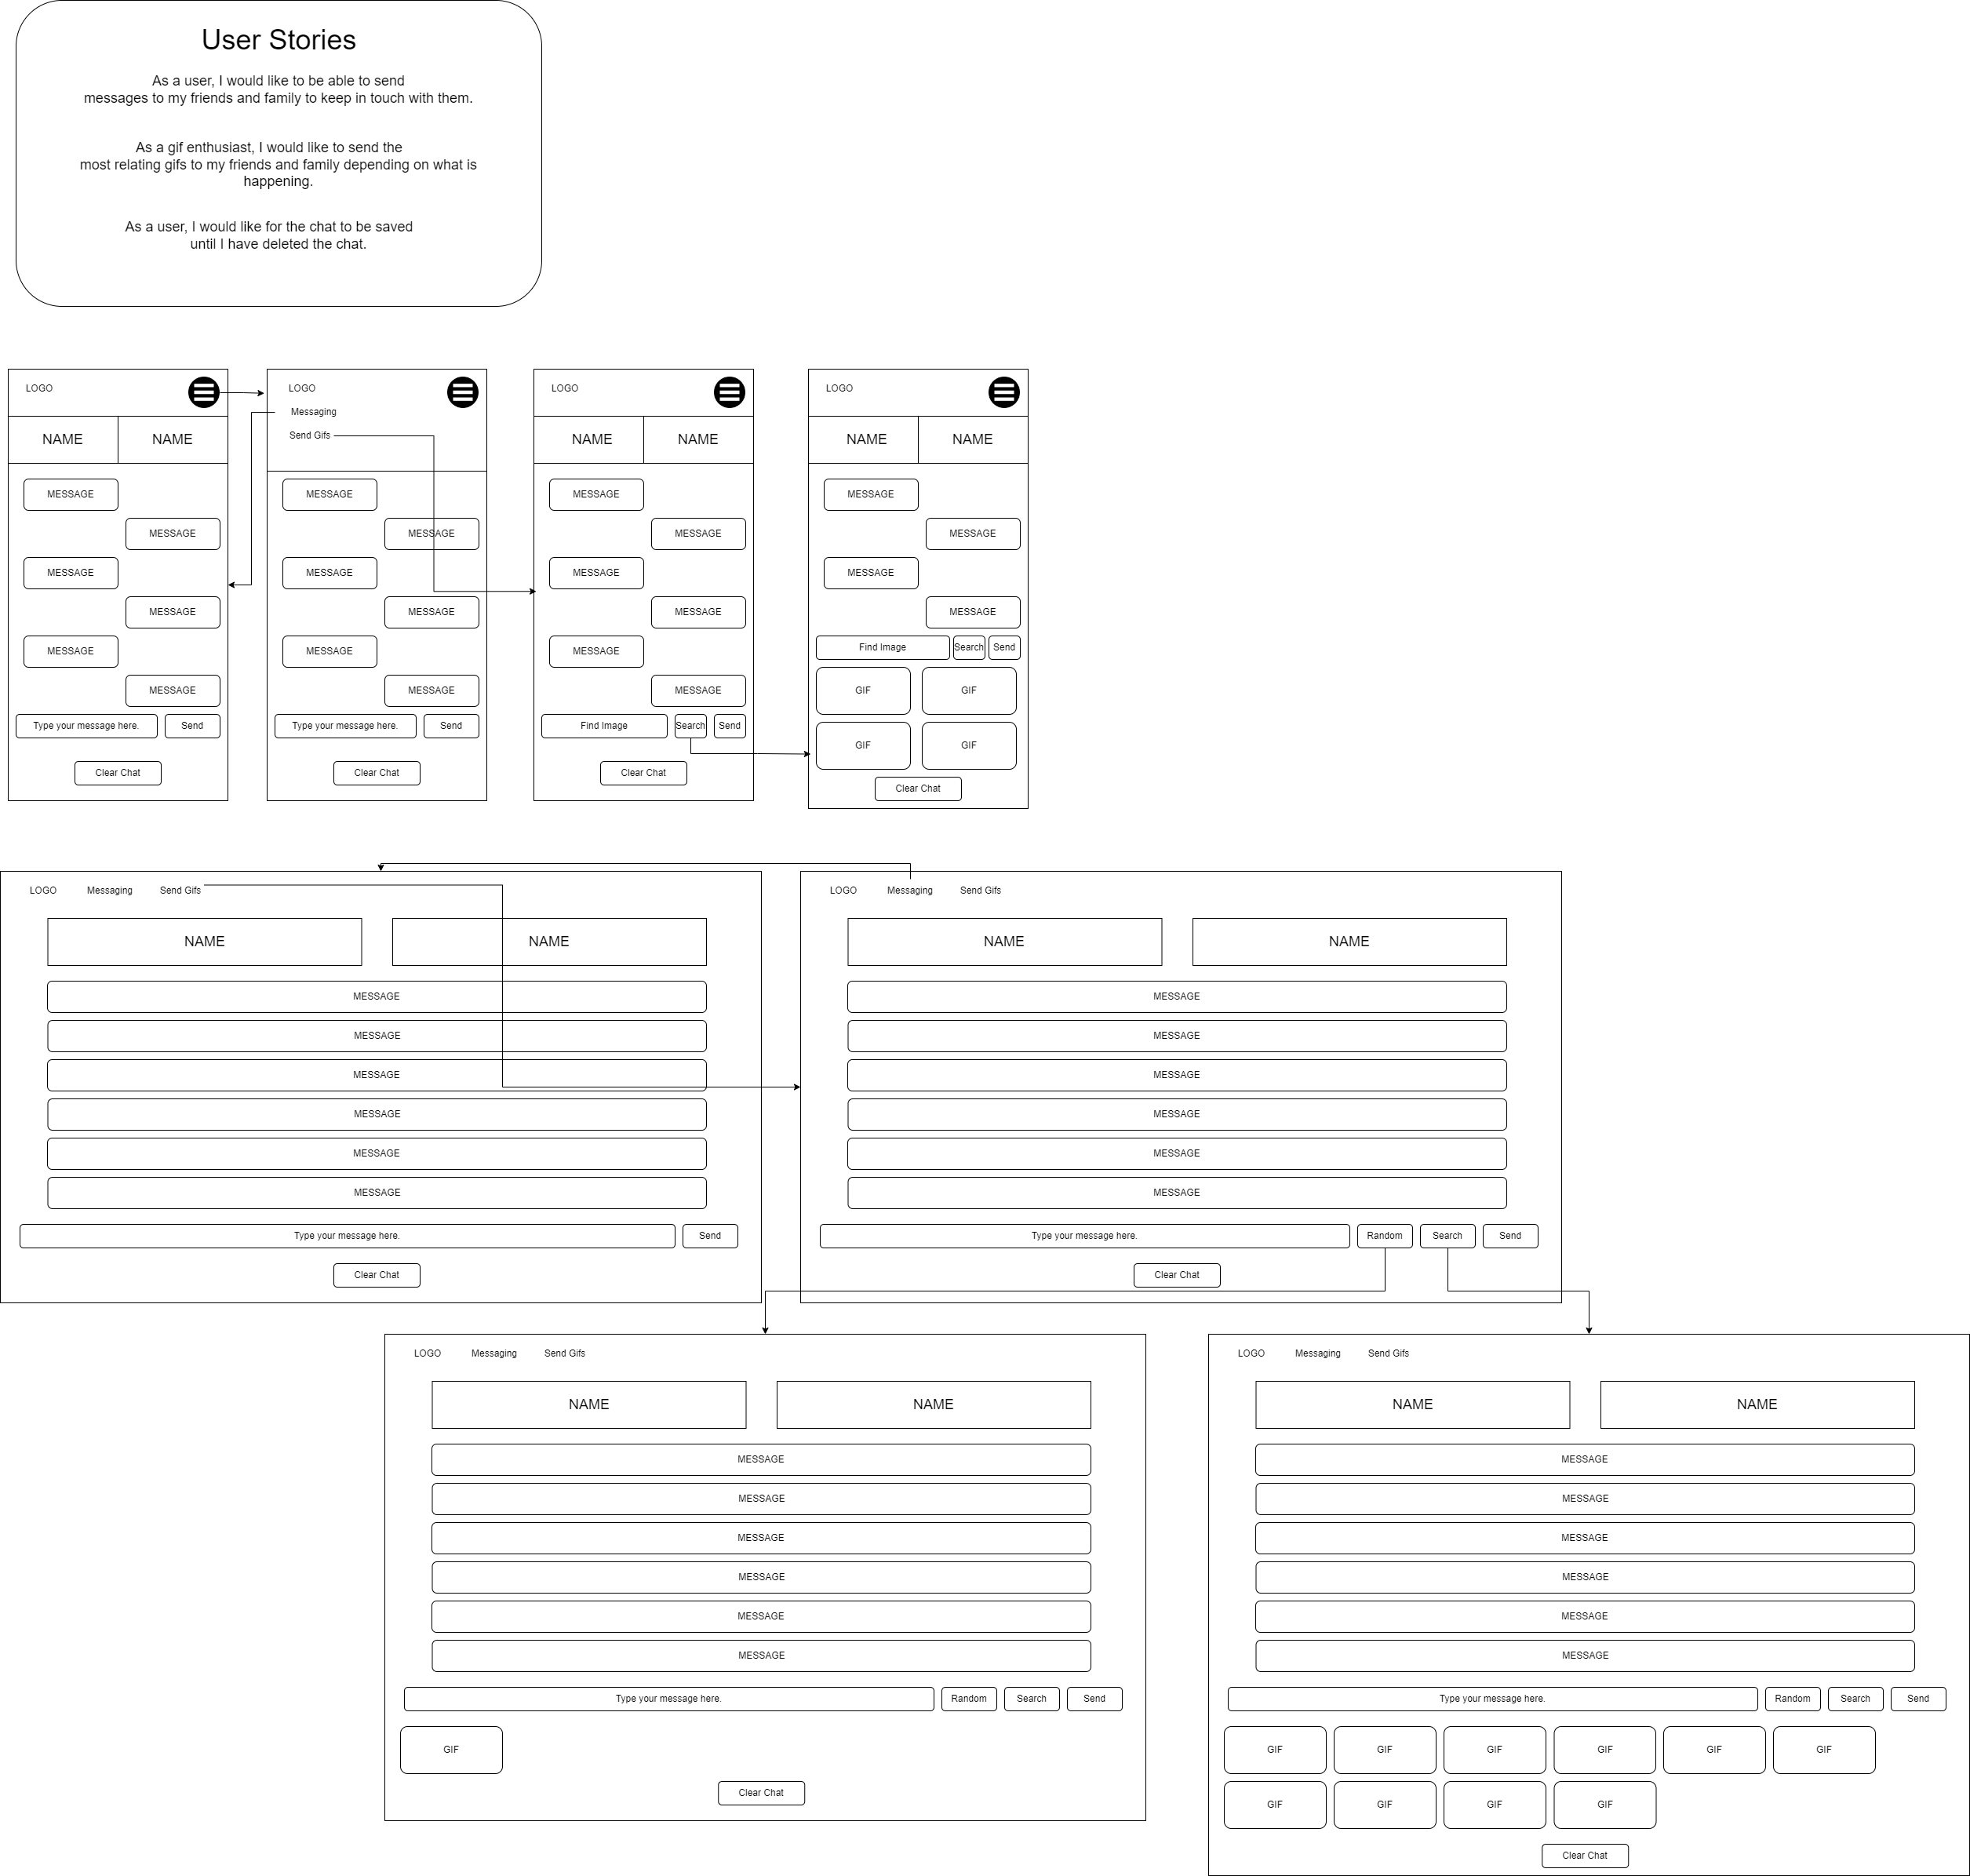 User Stories
As a user, I would like to be able to send
messages to my friends and family to keep in touch with them.
As a gif enthusiast, I would like to send the
most relating gifs to my friends and family depending on what is
happening.
As a user, I would like for the chat to be saved
until I have deleted the chat.
LOGO
NAME NAME
MESSAGE
MESSAGE
MESSAGE
MESSAGE
MESSAGE
MESSAGE
Type your message here. Send
Clear Chat
LOGO
Messaging
Send Gifs
MESSAGE
MESSAGE
MESSAGE
MESSAGE
MESSAGE
MESSAGE
Type your message here. Send
Clear Chat
LOGO
NAME NAME
MESSAGE
MESSAGE
MESSAGE
MESSAGE
MESSAGE
MESSAGE
Find Image Search Send
Clear Chat
LOGO
NAME NAME
MESSAGE
MESSAGE
MESSAGE
MESSAGE
Find Image Search Send
GIF GIF
GIF GIF
Clear Chat
LOGO Messaging Send Gifs
NAME NAME
MESSAGE
MESSAGE
MESSAGE
MESSAGE
MESSAGE
MESSAGE
Type your message here. Send
Clear Chat
LOGO Messaging Send Gifs
NAME NAME
MESSAGE
MESSAGE
MESSAGE
MESSAGE
MESSAGE
MESSAGE
Type your message here. Random Search Send
Clear Chat
LOGO Messaging Send Gifs
NAME NAME
MESSAGE
MESSAGE
MESSAGE
MESSAGE
MESSAGE
MESSAGE
Type your message here. Random Search Send
GIF
Clear Chat
LOGO Messaging Send Gifs
NAME NAME
MESSAGE
MESSAGE
MESSAGE
MESSAGE
MESSAGE
MESSAGE
Type your message here. Random Search Send
GIF GIF GIF GIF GIF GIF
GIF GIF GIF GIF
Clear Chat